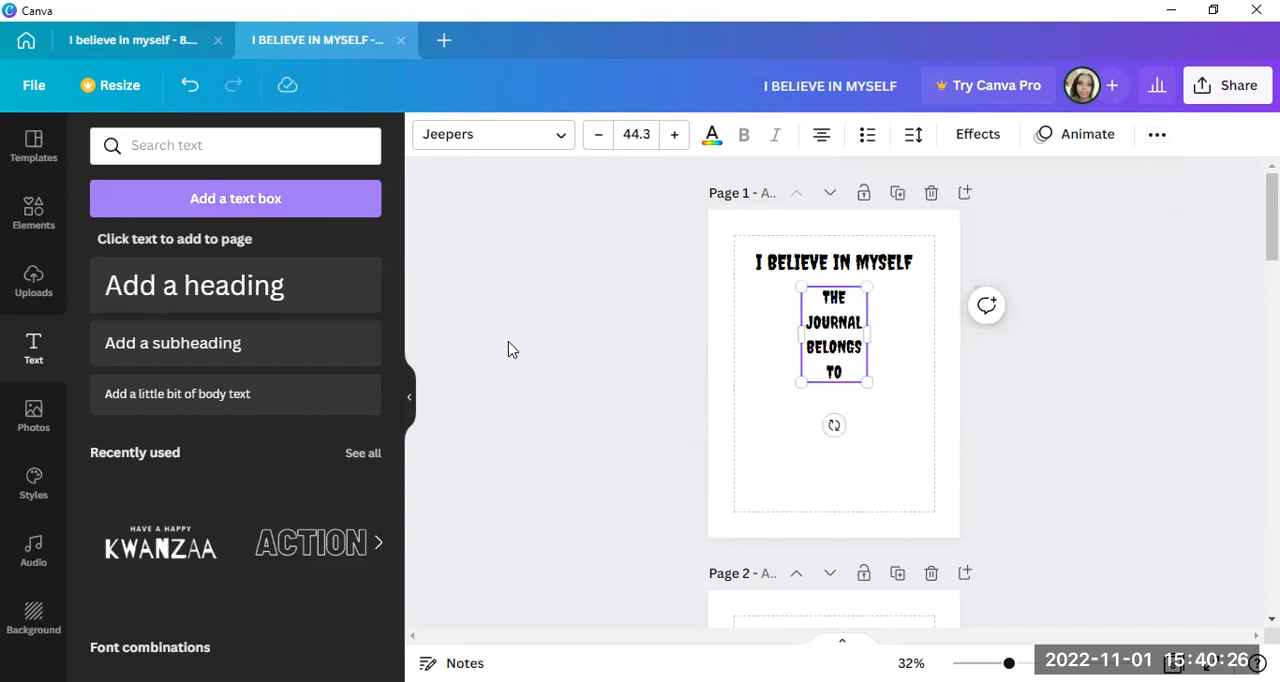 Canva
I believe in myself - 8....
I BELIEVE IN MYSELF -...
File
Resize
I BELIEVE IN MYSELF
Try Canva Pro
Share
Templates
Elements
Uploads
Text
Photos
Styles
Audio
Background
Search text
Add a text box
Click text to add to page
Add a heading
Add a subheading
Add a little bit of body text
Recently used
See all
HAVE A HAPPY
KWANZAA
ACTION
Font combinations
Jeepers
44.3
A
B
I
Effects
Animate
Page 1 - A..
I BELIEVE IN MYSELF
THE
JOURNAL
BELONGS
TO
Page 2 - A..
Notes
32%
2022-11-01 15:40:26